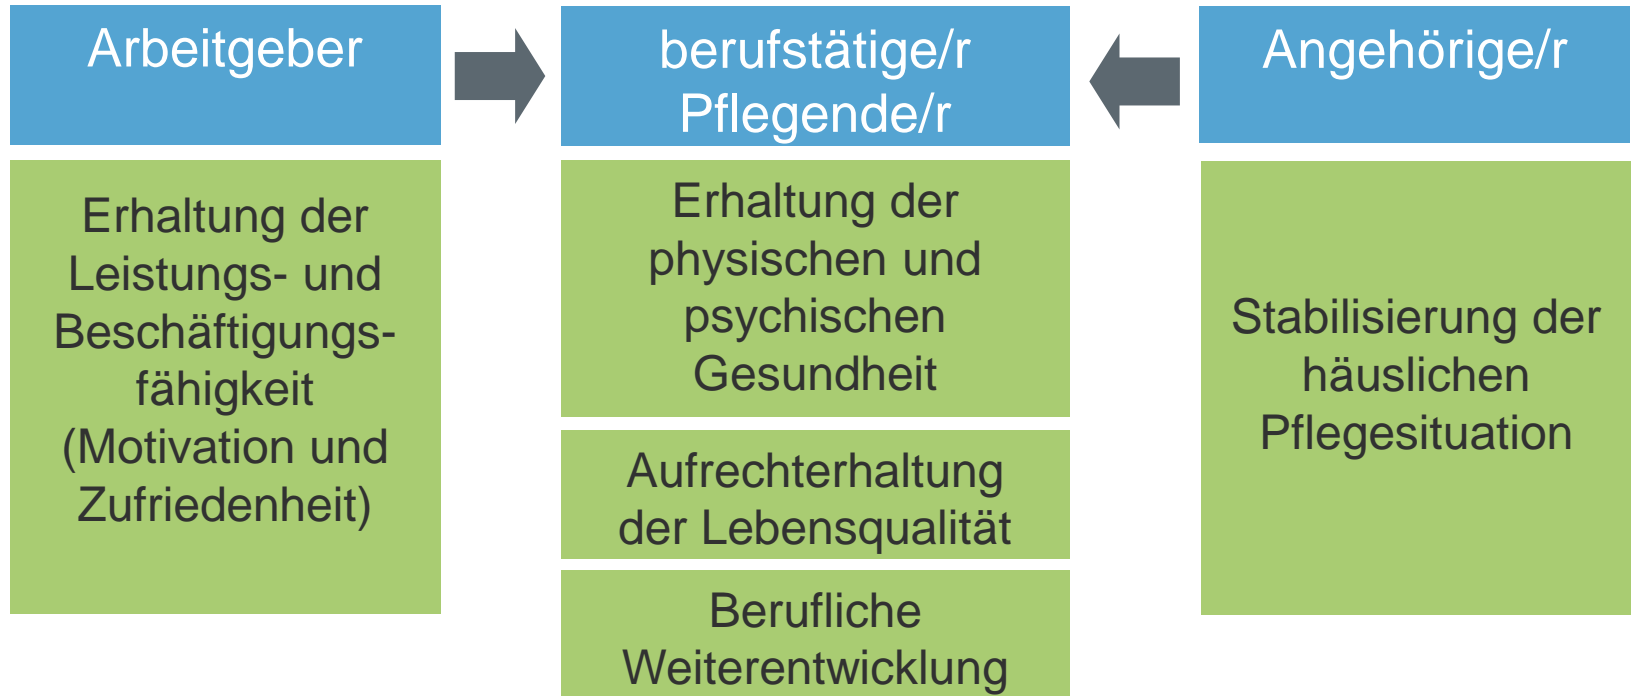 Arbeitgeber
Erhaltung der
Leistungs- und
Beschäftigungs-
fähigkeit
(Motivation und
Zufriedenheit)
berufstätige/r
Pflegende/r
Erhaltung der
physischen und
psychischen
Gesundheit
Aufrechterhaltung
der Lebensqualität
Berufliche
Weiterentwicklung
Angehörige/r
Stabilisierung der
häuslichen
Pflegesituation